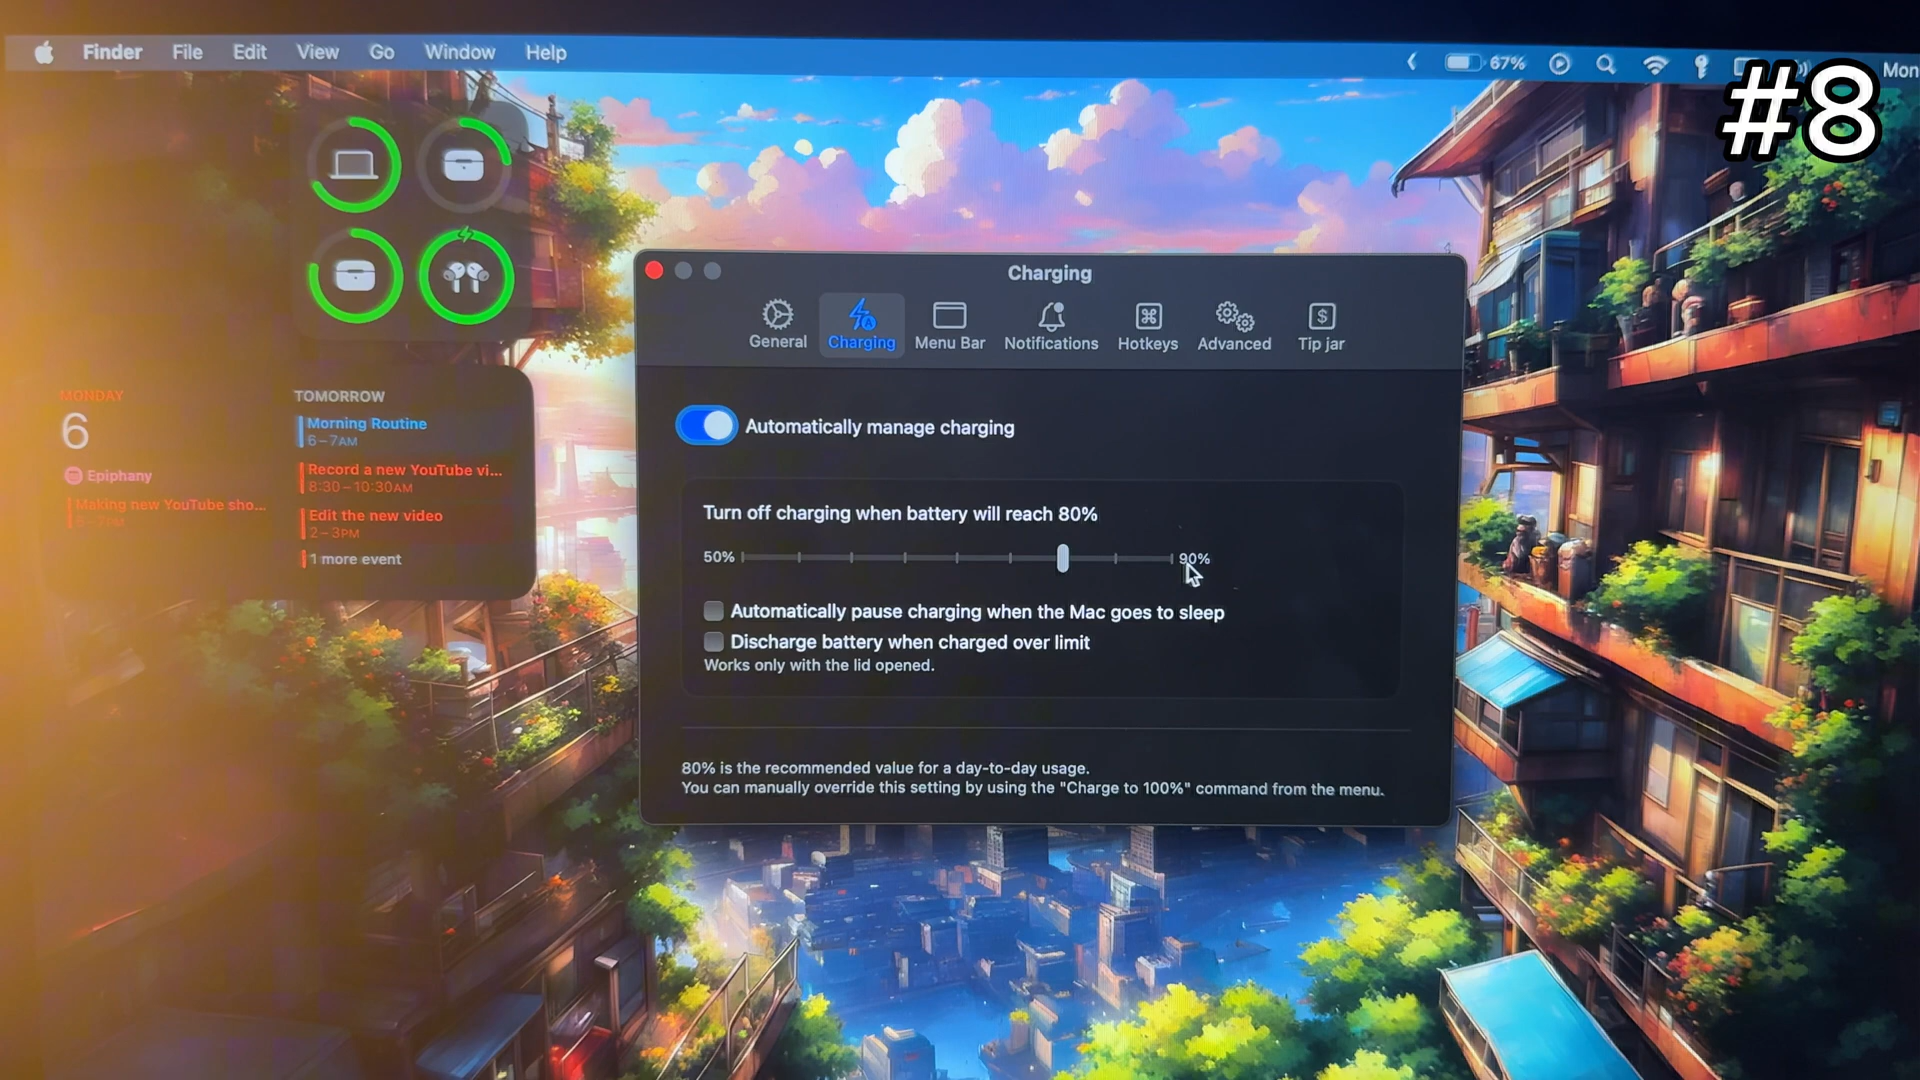 Finder File Edit View Go Window Help
67%
Mon
#8
MONDAY
6
Epiphany
Making new YouTube sho...
TOMORROW
Morning Routine
6–7AM
Record a new YouTube vi...
8:30–10:30AM
Edit the new video
2–3PM
1 more event
Charging
General Charging Menu Bar Notifications Hotkeys Advanced Tip jar
Automatically manage charging
Turn off charging when battery will reach 80%
50% 90%
Automatically pause charging when the Mac goes to sleep
Discharge battery when charged over limit
Works only with the lid opened.
80% is the recommended value for a day-to-day usage.
You can manually override this setting by using the "Charge to 100%" command from the menu.